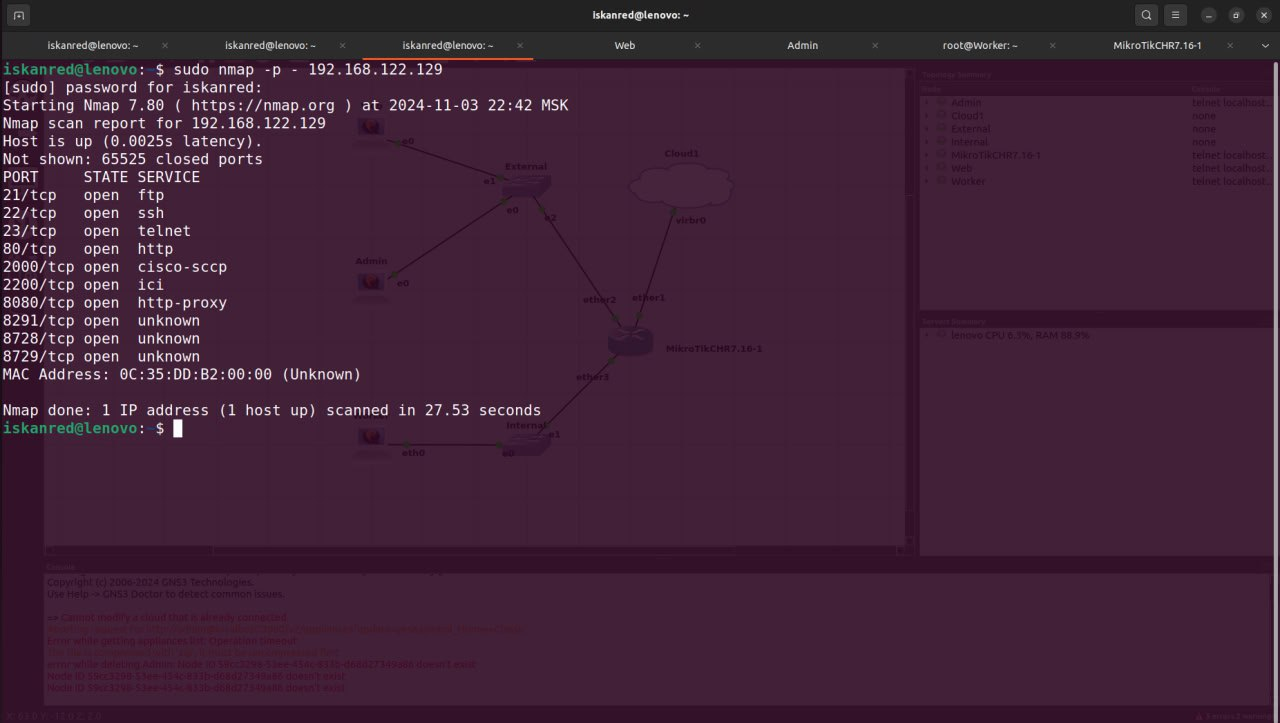 iskanred@lenovo: ~
iskanred@lenovo: ~
iskanred@lenovo: ~
iskanred@lenovo: ~
Web
Admin
root@Worker: ~
MikroTikCHR7.16-1
iskanred@lenovo:~$ sudo nmap -p - 192.168.122.129
[sudo] password for iskanred:
Starting Nmap 7.80 ( https://nmap.org ) at 2024-11-03 22:42 MSK
Nmap scan report for 192.168.122.129
Host is up (0.0025s latency).
Not shown: 65525 closed ports
PORT     STATE SERVICE
21/tcp   open  ftp
22/tcp   open  ssh
23/tcp   open  telnet
80/tcp   open  http
2000/tcp open  cisco-sccp
2200/tcp open  ici
8080/tcp open  http-proxy
8291/tcp open  unknown
8728/tcp open  unknown
8729/tcp open  unknown
MAC Address: 0C:35:DD:B2:00:00 (Unknown)
Nmap done: 1 IP address (1 host up) scanned in 27.53 seconds
iskanred@lenovo:~$
e0
External
e1
e0
e2
Cloud1
virbr0
Admin
e0
ether2
ether1
MikroTikCHR7.16-1
ether3
Internal
e1
eth0
e0
Topology Summary
Node
Console
Admin telnet localhost...
Cloud1 none
External none
Internal none
MikroTikCHR7.16-1 telnet localhost...
Web telnet localhost...
Worker telnet localhost...
Servers Summary
lenovo CPU 6.3%, RAM 88.9%
Console
Copyright (c) 2006-2024 GNS3 Technologies.
Use Help -> GNS3 Doctor to detect common issues.
=> Cannot modify a cloud that is already connected
Error while getting appliances list: Operation timeout
error while deleting Admin: Node ID 59cc3298-53ee-454c-833b-d68d27349a86 doesn't exist
Node ID 59cc3298-53ee-454c-833b-d68d27349a86 doesn't exist
Node ID 59cc3298-53ee-454c-833b-d68d27349a86 doesn't exist